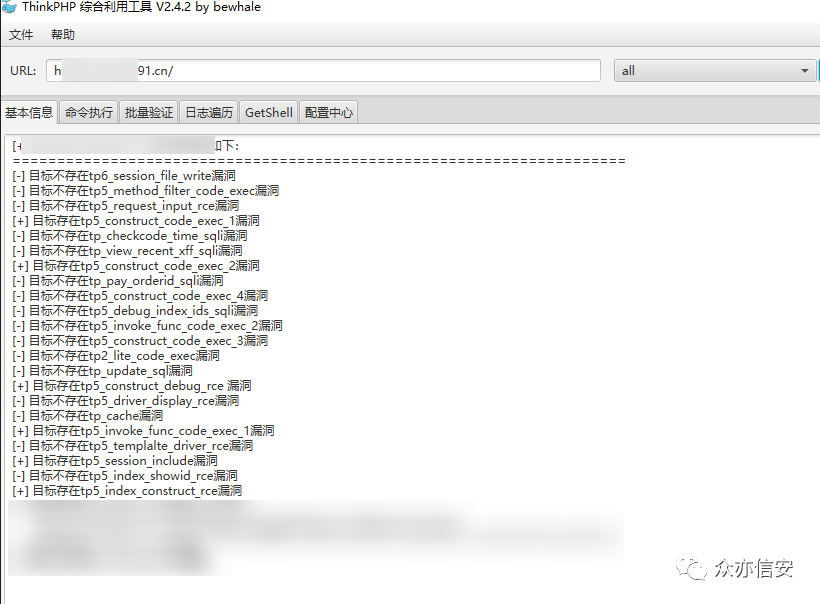 ThinkPHP 综合利用工具 V2.4.2 by bewhale
文件 帮助
URL: h 91.cn/ all
基本信息 命令执行 批量验证 日志遍历 GetShell 配置中心
[+ 如下:
=====================================================================
[-] 目标不存在tp6_session_file_write漏洞
[-] 目标不存在tp5_method_filter_code_exec漏洞
[-] 目标不存在tp5_request_input_rce漏洞
[+] 目标存在tp5_construct_code_exec_1漏洞
[-] 目标不存在tp_checkcode_time_sqli漏洞
[-] 目标不存在tp_view_recent_xff_sqli漏洞
[+] 目标存在tp5_construct_code_exec_2漏洞
[-] 目标不存在tp_pay_orderid_sqli漏洞
[-] 目标不存在tp5_construct_code_exec_4漏洞
[-] 目标不存在tp5_debug_index_ids_sqli漏洞
[-] 目标不存在tp5_invoke_func_code_exec_2漏洞
[-] 目标不存在tp5_construct_code_exec_3漏洞
[-] 目标不存在tp2_lite_code_exec漏洞
[-] 目标不存在tp_update_sql漏洞
[+] 目标存在tp5_construct_debug_rce 漏洞
[-] 目标不存在tp5_driver_display_rce漏洞
[-] 目标不存在tp_cache漏洞
[+] 目标存在tp5_invoke_func_code_exec_1漏洞
[-] 目标不存在tp5_templalte_driver_rce漏洞
[+] 目标存在tp5_session_include漏洞
[-] 目标不存在tp5_index_showid_rce漏洞
[+] 目标存在tp5_index_construct_rce漏洞
众亦信安